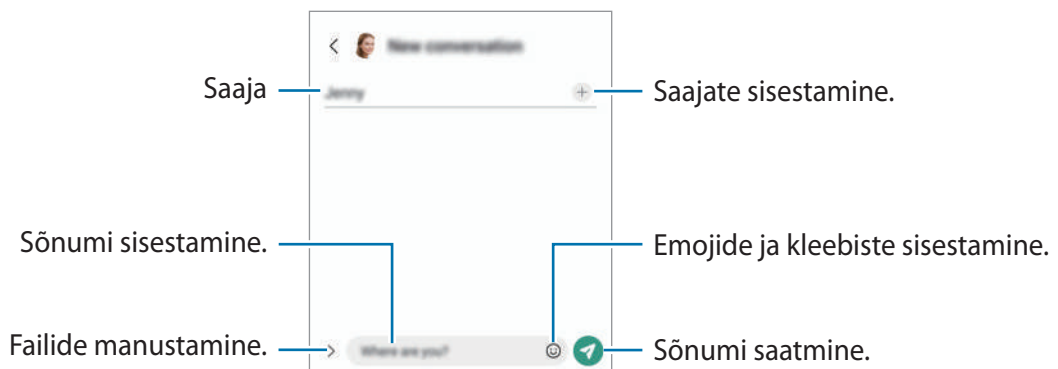 New conversation
Saaja
Jenny
Saajate sisestamine.
Sõnumi sisestamine.
Emojide ja kleebiste sisestamine.
Failide manustamine.
Where are you?
Sõnumi saatmine.